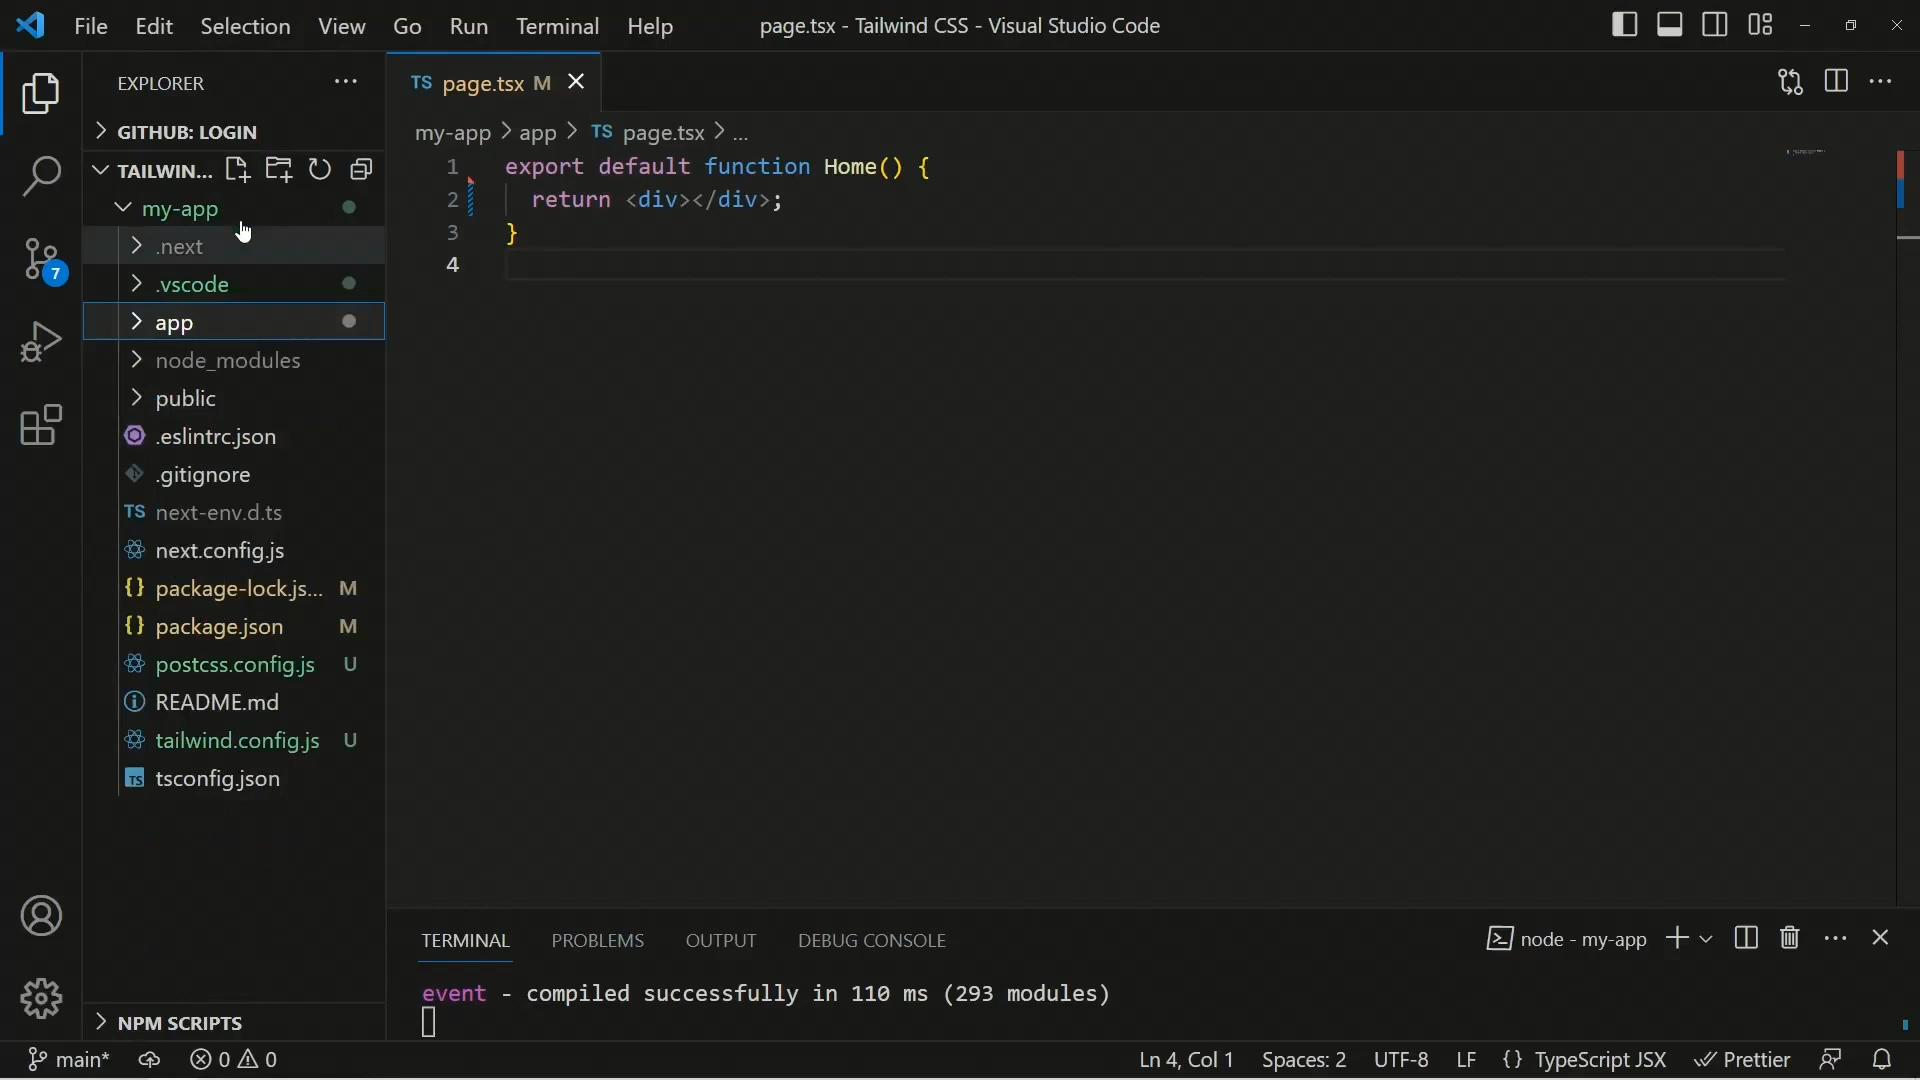 File Edit Selection View Go Run Terminal Help page.tsx - Tailwind CSS - Visual Studio Code
EXPLORER
GITHUB: LOGIN
TAILWIN...
my-app
.next
.vscode
app
node_modules
public
.eslintrc.json
.gitignore
TS next-env.d.ts
next.config.js
{} package-lock.js... M
{} package.json M
postcss.config.js U
README.md
tailwind.config.js U
TS tsconfig.json
NPM SCRIPTS
7
TS page.tsx M
my-app > app > TS page.tsx > ...
1 export default function Home() {
2 return <div></div>;
3 }
4
TERMINAL PROBLEMS OUTPUT DEBUG CONSOLE
node - my-app
event - compiled successfully in 110 ms (293 modules)
main* 0 0 Ln 4, Col 1 Spaces: 2 UTF-8 LF {} TypeScript JSX Prettier